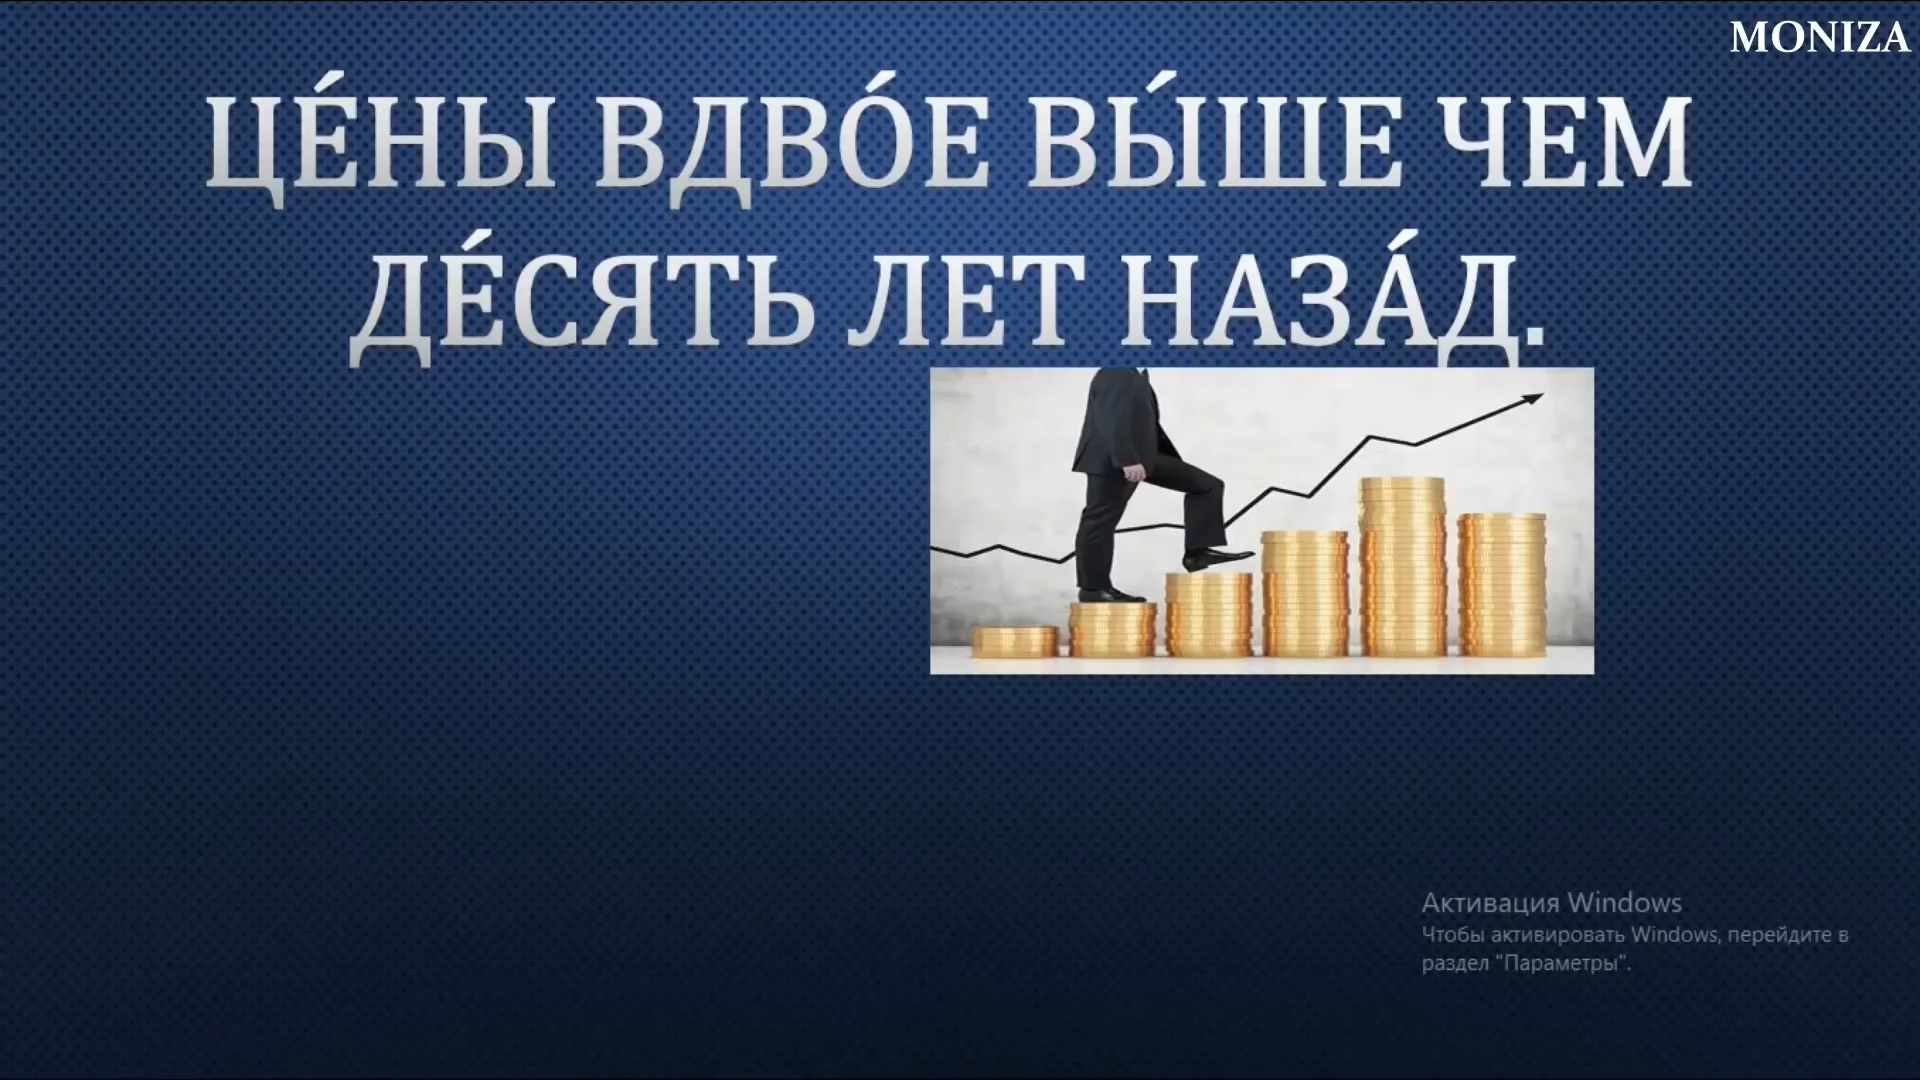 MONIZA
ЦЕ́НЫ ВДВО́Е ВЫ́ШЕ ЧЕМ
ДЕ́СЯТЬ ЛЕТ НАЗА́Д.
Активация Windows
Чтобы активировать Windows, перейдите в
раздел "Параметры".